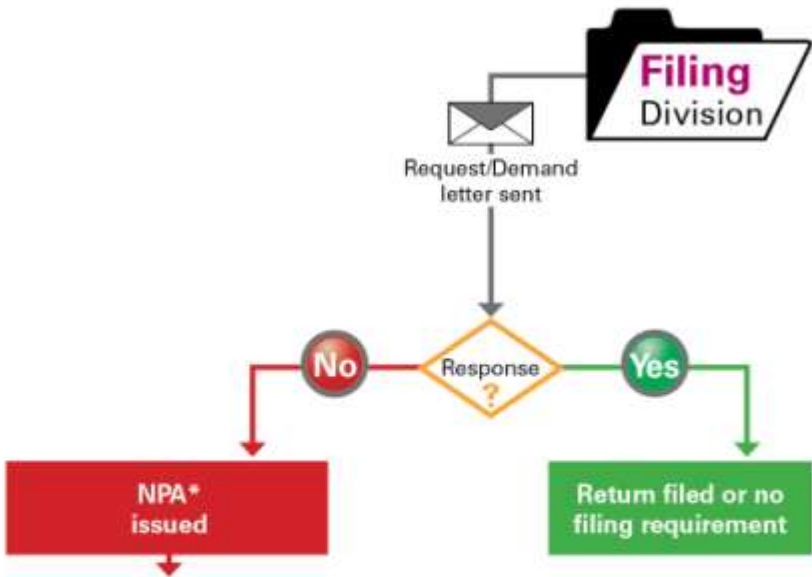 Filing
Division
Request/Demand
letter sent
No
Response
?
Yes
NPA*
issued
Return filed or no
filing requirement